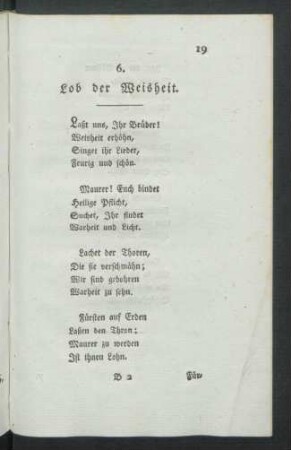 19
6.
Lob der Weisheit.
Laßt uns, Ihr Brüder!
Weisheit erhöhn,
Singet ihr Lieder,
Feurig und schön.
Maurer! Euch bindet
Heilige Pflicht,
Suchet, Ihr findet
Warheit und Licht.
Lachet der Thoren,
Die sie verschmähn;
Wir sind gebohren
Warheit zu sehn.
Fürsten auf Erden
Laßen den Thron;
Maurer zu werden
Ist ihnen Lohn.
B 2 Für-